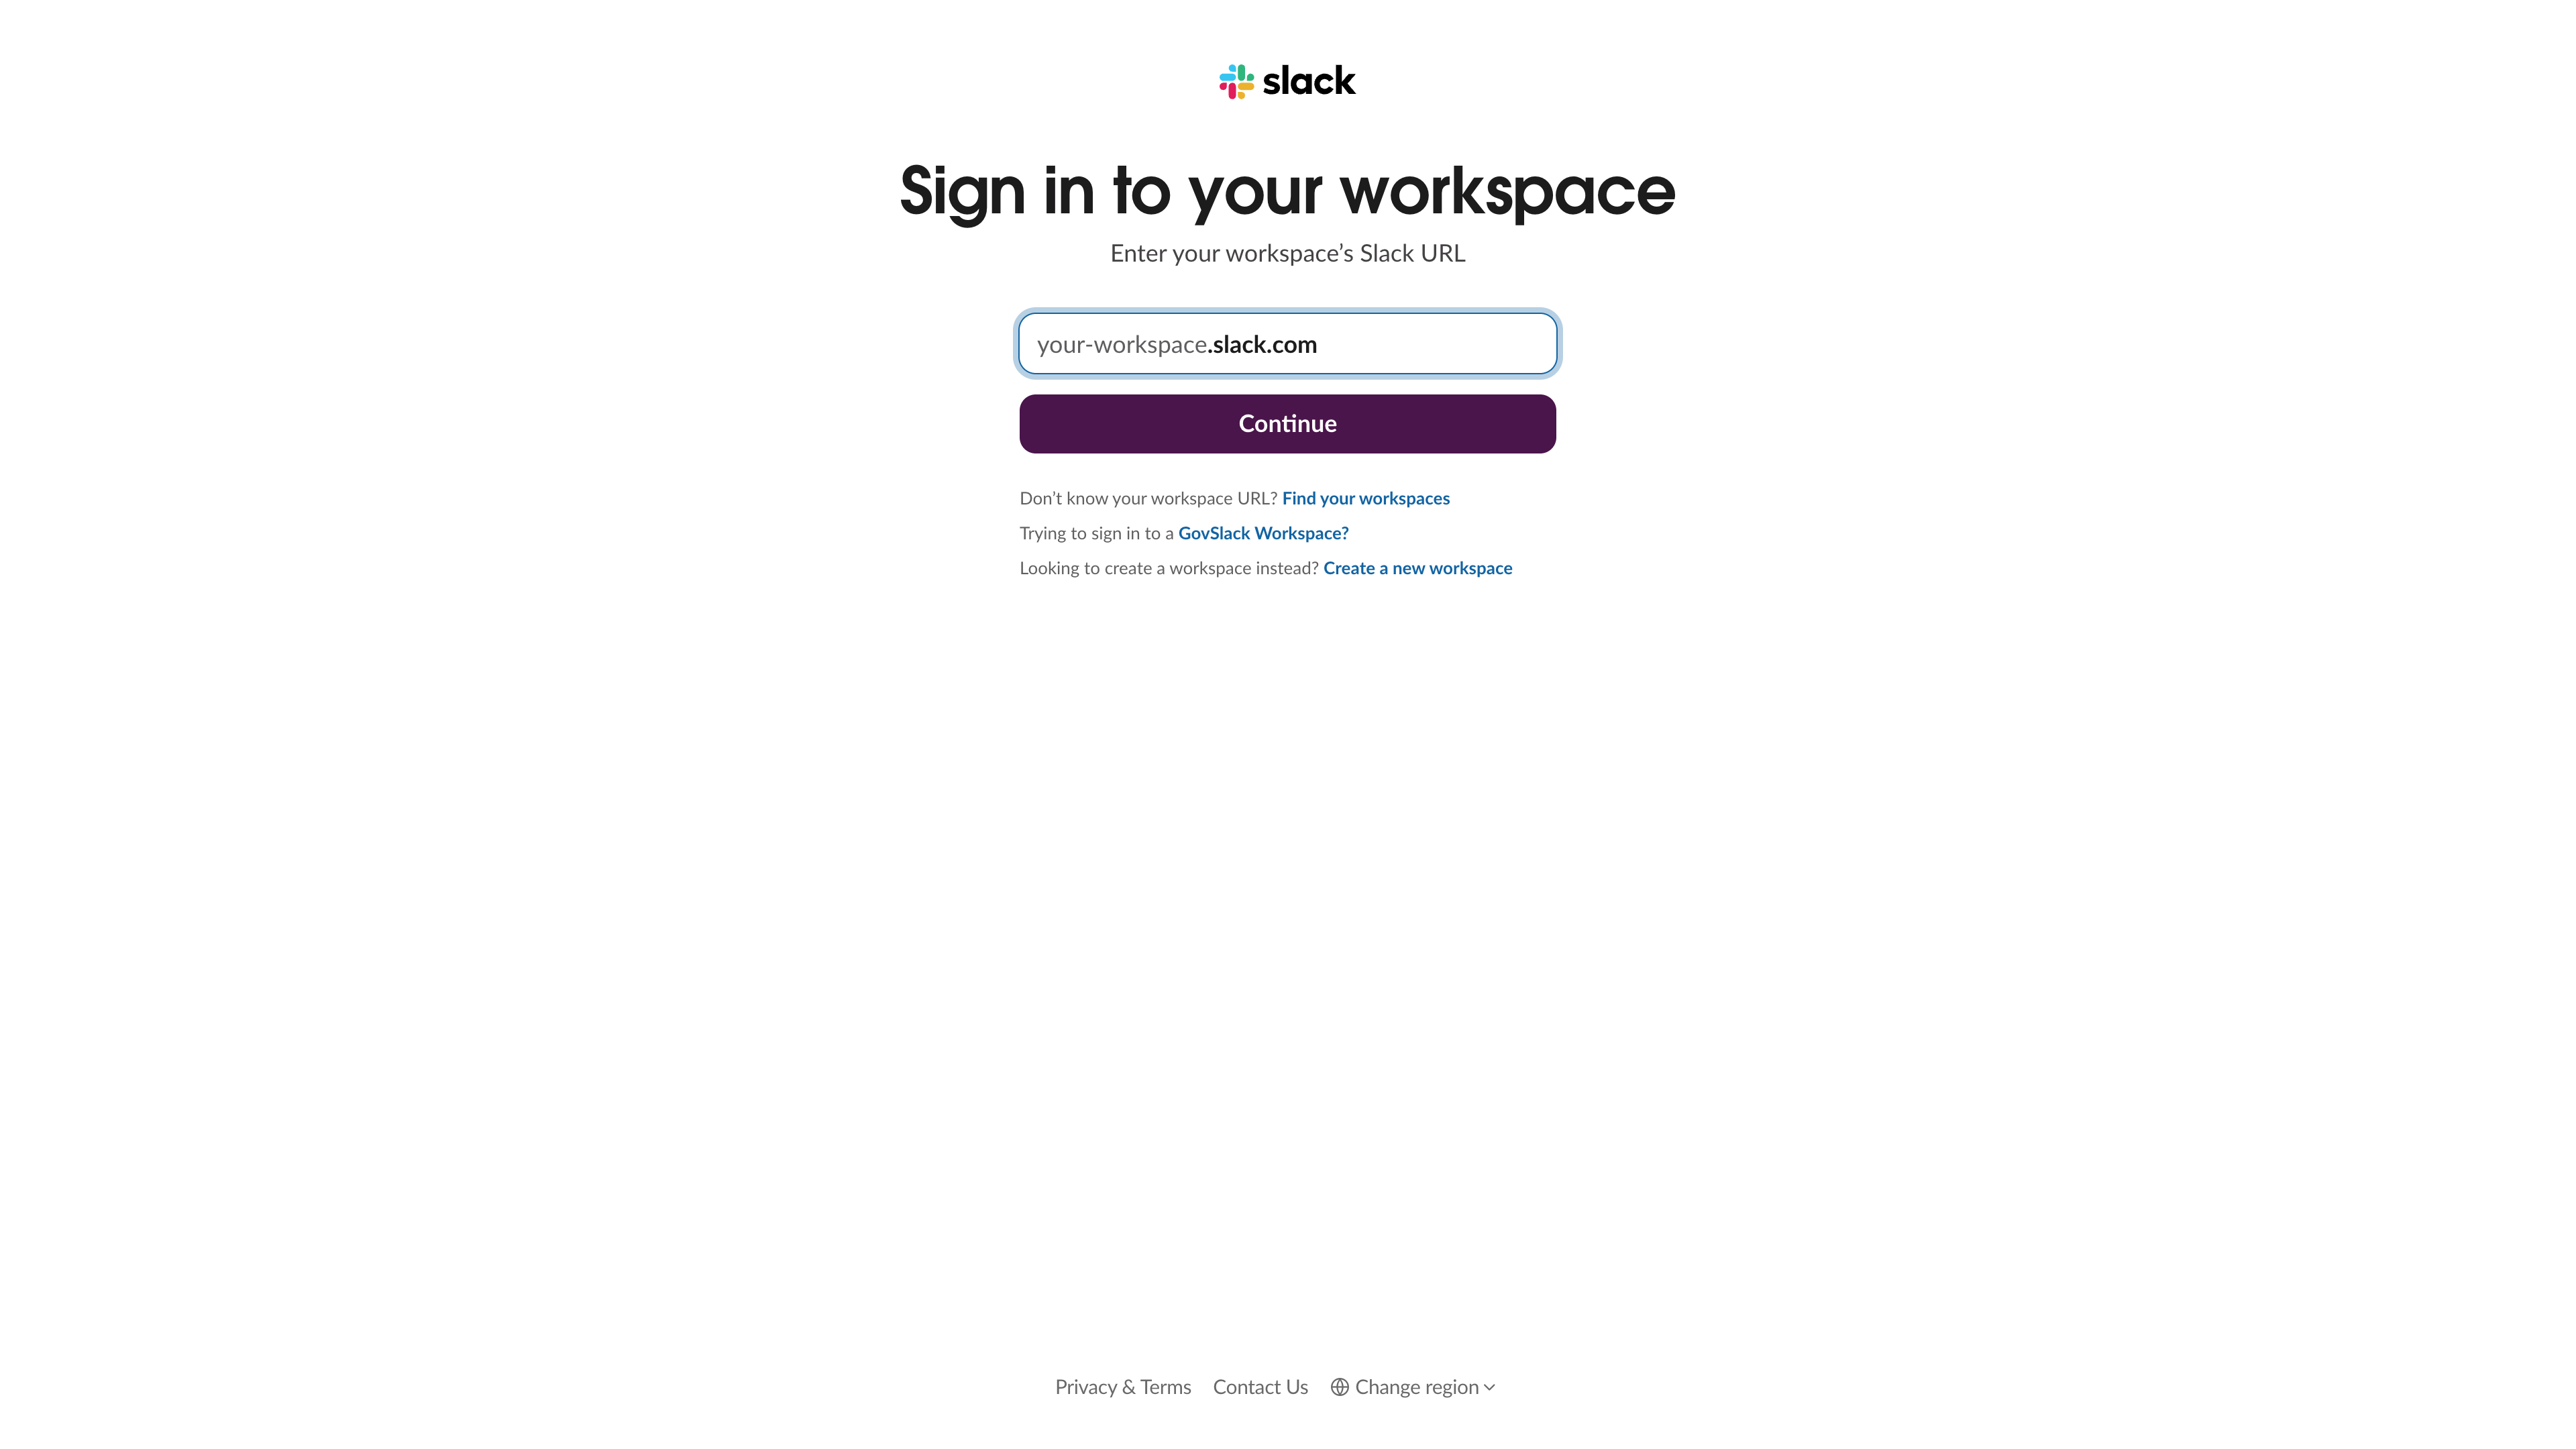 slack
Sign in to your workspace
Enter your workspace’s Slack URL
your-workspace.slack.com
Continue
Don’t know your workspace URL? Find your workspaces
Trying to sign in to a GovSlack Workspace?
Looking to create a workspace instead? Create a new workspace
Privacy & Terms Contact Us Change region